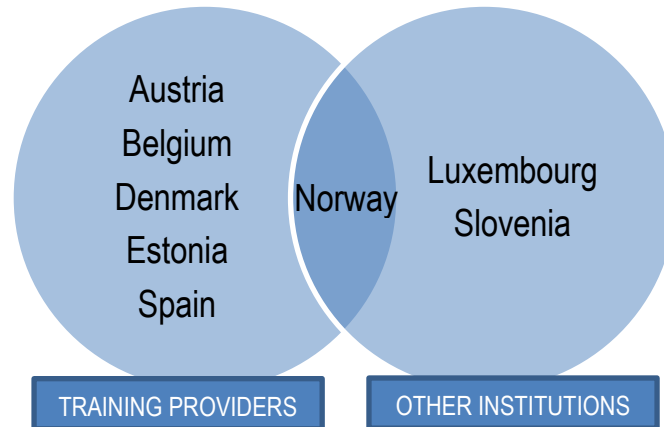 Austria
Belgium
Denmark
Estonia
Spain
Norway
Luxembourg
Slovenia
TRAINING PROVIDERS
OTHER INSTITUTIONS